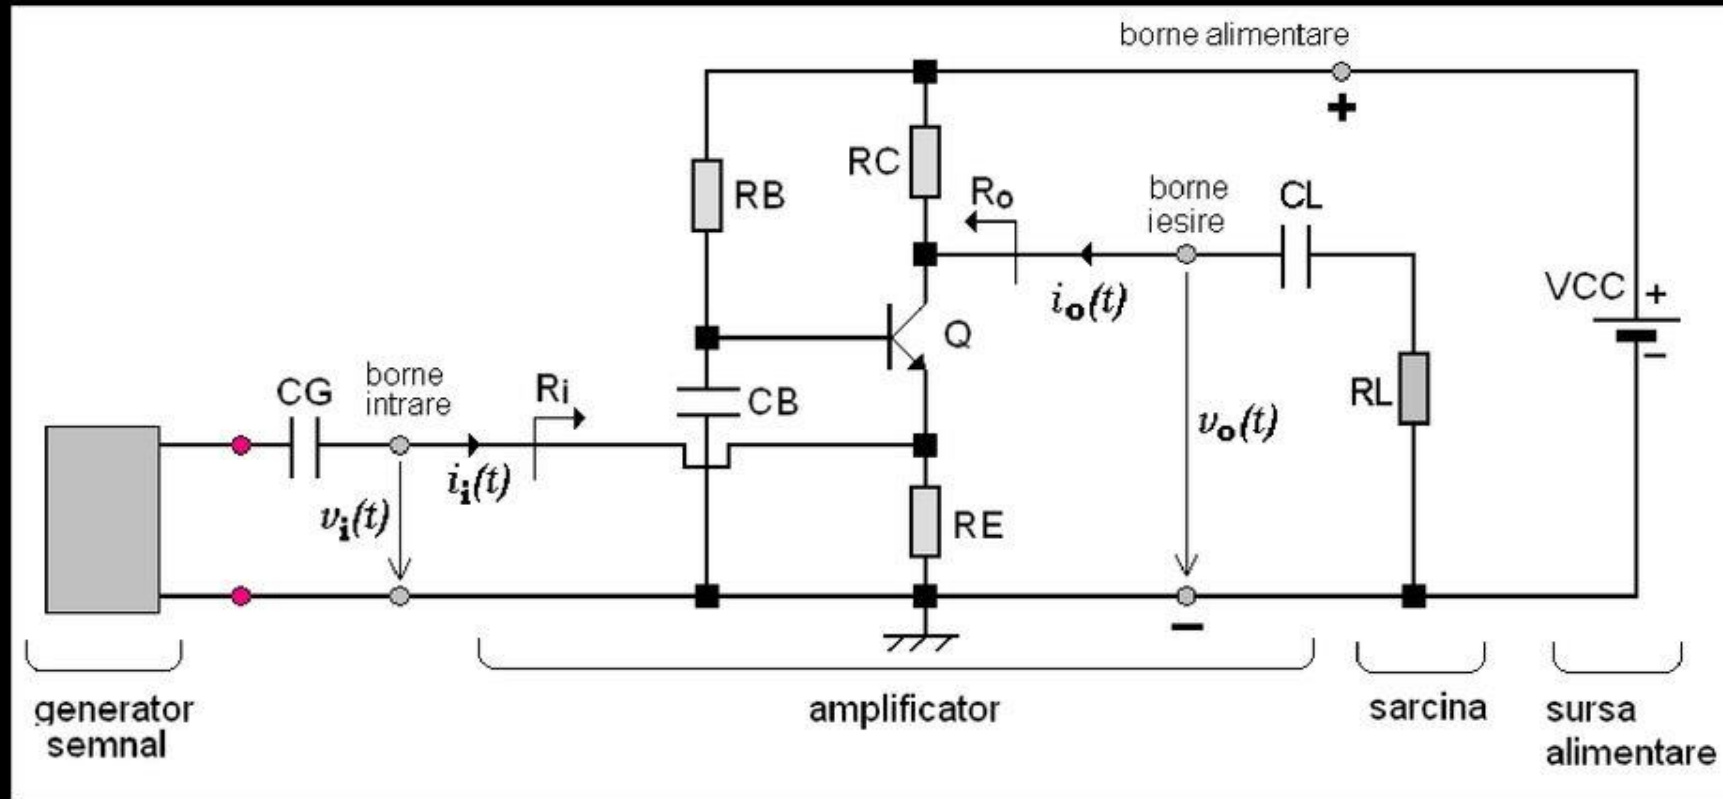 borne alimentare
+
RC
RB
Ro
borne
iesire
CL
io(t)
VCC
+
−
Q
CG
borne
intrare
Ri
CB
RL
vo(t)
ii(t)
vi(t)
RE
−
generator
semnal
amplificator
sarcina
sursa
alimentare